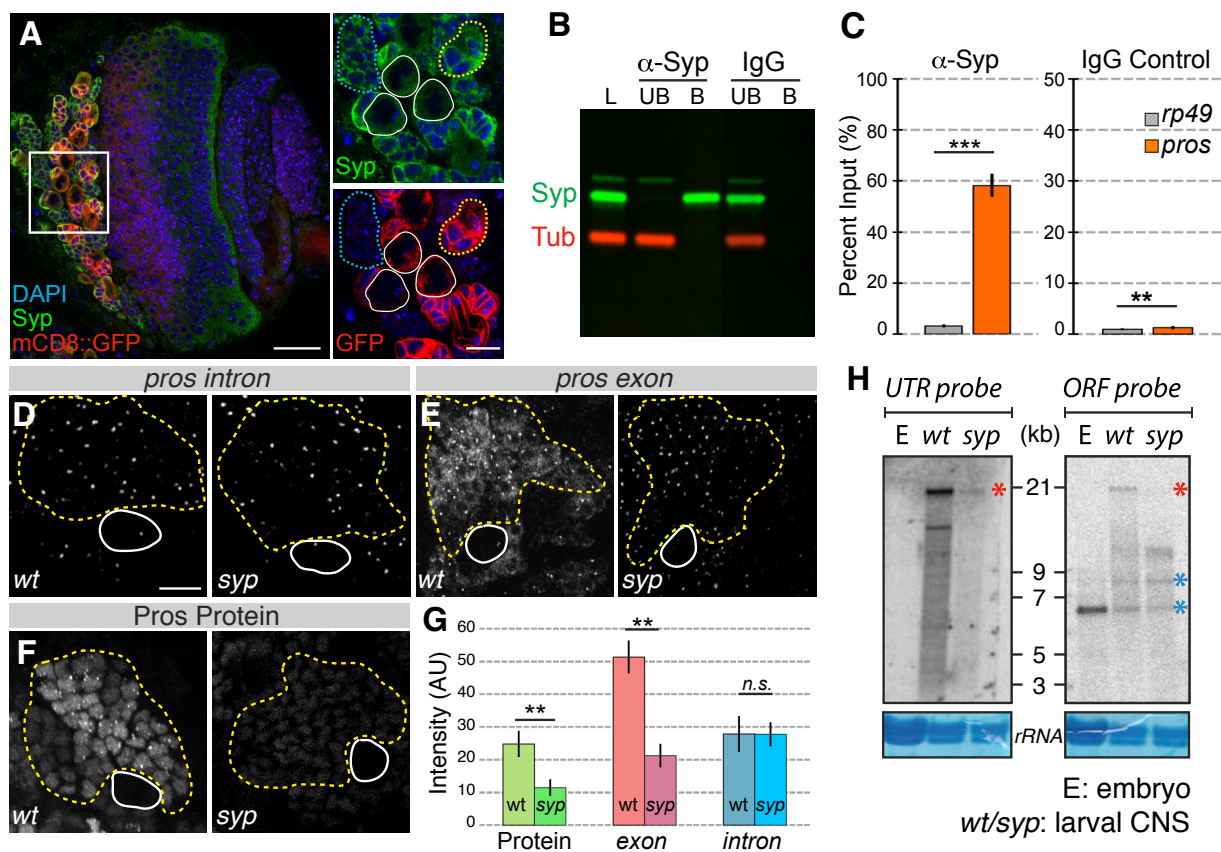 A
DAPI
Syp
mCD8::GFP
Syp
GFP
B
α-Syp IgG
L UB B UB B
Syp
Tub
C
α-Syp IgG Control
Percent Input (%)
100
80
60
40
20
0
50
40
30
20
10
0
***
**
rp49
pros
pros intron pros exon
D
wt
syp
E
wt
syp
Pros Protein
F
wt
syp
G
Intensity (AU)
60
50
40
30
20
10
0
** ** n.s.
wt syp wt syp wt syp
Protein exon intron
H
UTR probe ORF probe
E wt syp (kb) E wt syp
* 21 *
9
*
7
*
5
3
rRNA
E: embryo
wt/syp: larval CNS